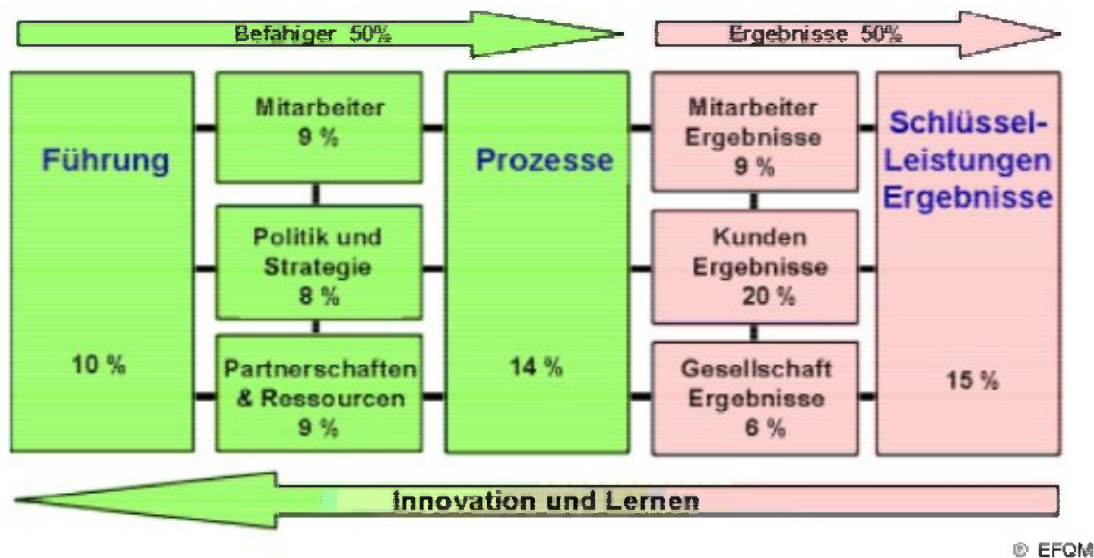 Befähiger 50%
Ergebnisse 50%
Führung
10 %
Mitarbeiter
9 %
Politik und
Strategie
8 %
Partnerschaften
& Ressourcen
9 %
Prozesse
14 %
Mitarbeiter
Ergebnisse
9 %
Kunden
Ergebnisse
20 %
Gesellschaft
Ergebnisse
6 %
Schlüssel-
Leistungen
Ergebnisse
15 %
Innovation und Lernen
© EFQM